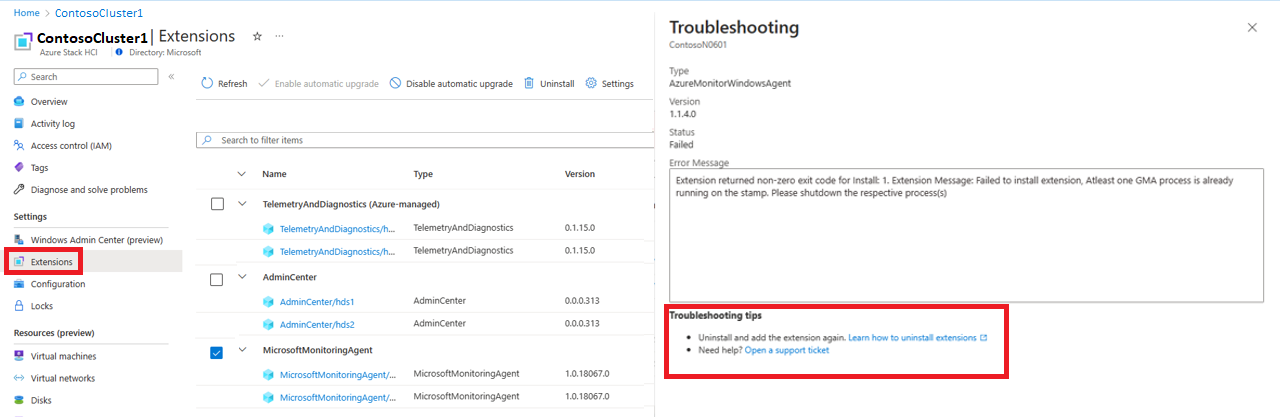 Home > ContosoCluster1
ContosoCluster1 | Extensions ☆ ...
Azure Stack HCI | Directory: Microsoft
Search «
Overview
Activity log
Access control (IAM)
Tags
Diagnose and solve problems
Settings
Windows Admin Center (preview)
Extensions
Configuration
Locks
Resources (preview)
Virtual machines
Virtual networks
Disks
Refresh Enable automatic upgrade Disable automatic upgrade Uninstall Settings
Search to filter items
Name Type Version
TelemetryAndDiagnostics (Azure-managed)
TelemetryAndDiagnostics/h... TelemetryAndDiagnostics 0.1.15.0
TelemetryAndDiagnostics/h... TelemetryAndDiagnostics 0.1.15.0
AdminCenter
AdminCenter/hds1 AdminCenter 0.0.0.313
AdminCenter/hds2 AdminCenter 0.0.0.313
MicrosoftMonitoringAgent
MicrosoftMonitoringAgent/... MicrosoftMonitoringAgent 1.0.18067.0
MicrosoftMonitoringAgent/... MicrosoftMonitoringAgent 1.0.18067.0
Troubleshooting
ContosoN0601
Type
AzureMonitorWindowsAgent
Version
1.1.4.0
Status
Failed
Error Message
Extension returned non-zero exit code for Install: 1. Extension Message: Failed to install extension, Atleast one GMA process is already
running on the stamp. Please shutdown the respective process(s)
Troubleshooting tips
• Uninstall and add the extension again. Learn how to uninstall extensions
• Need help? Open a support ticket